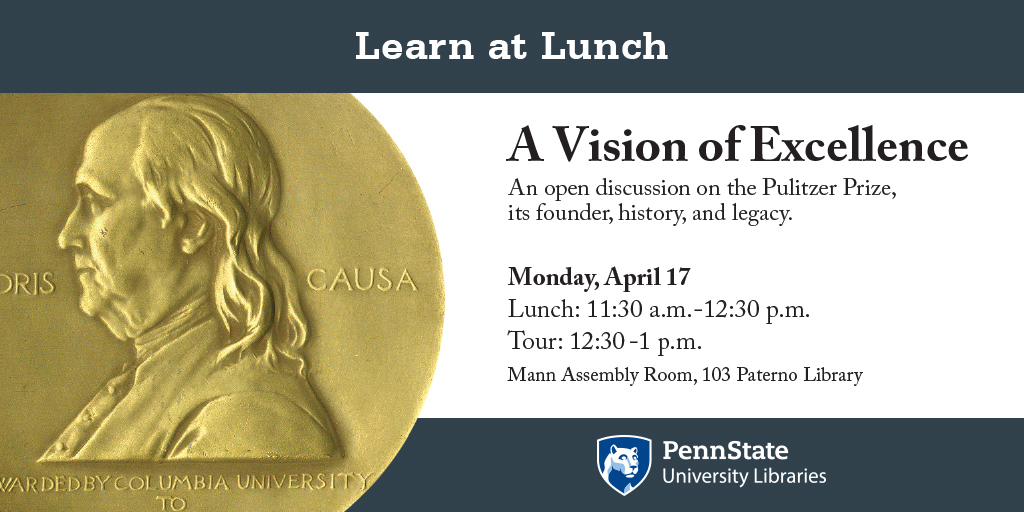 Learn at Lunch
A Vision of Excellence
An open discussion on the Pulitzer Prize,
its founder, history, and legacy.
Monday, April 17
Lunch: 11:30 a.m.-12:30 p.m.
Tour: 12:30-1 p.m.
Mann Assembly Room, 103 Paterno Library
ORIS CAUSA
WARDED BY COLUMBIA UNIVERSITY
TO
PennState
University Libraries